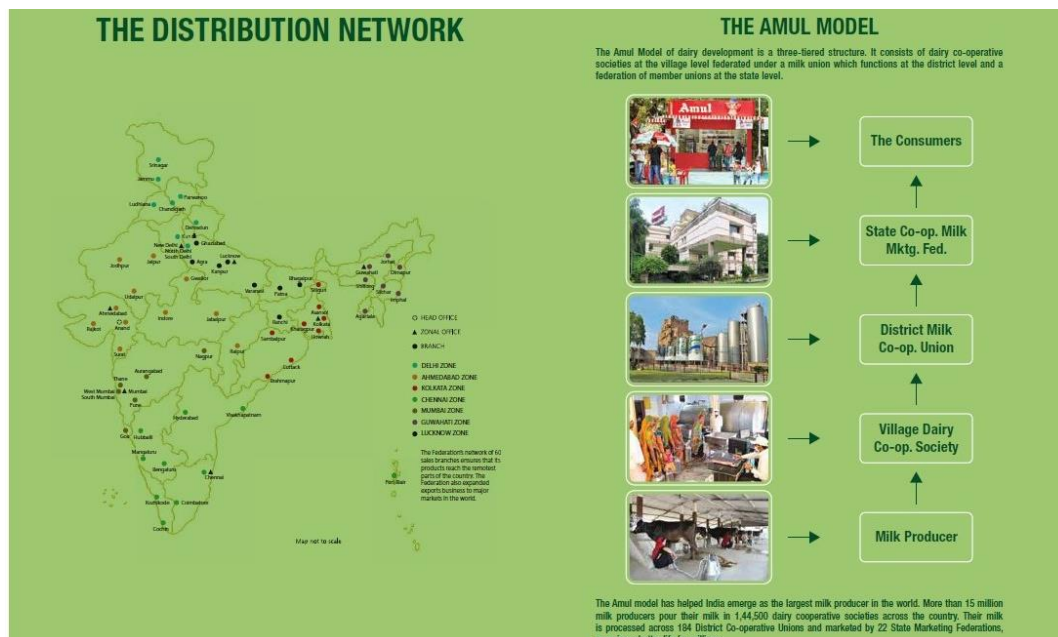 THE DISTRIBUTION NETWORK
Srinagar
Jammu
Parwanoo
Ludhiana
Chandigarh
Dehradun
New Delhi
North Delhi
South Delhi
Ghaziabad
Agra
Lucknow
Kanpur
Jodhpur
Jaipur
Gwalior
Varanasi
Patna
Guwahati
Dimapur
Shillong
Silchar
Imphal
Agartala
Udaipur
Ahmedabad
Rajkot
Anand
Indore
Jabalpur
Ranchi
Kolkata
Kharagpur
Surat
Nagpur
Raipur
Sambalpur
Cuttack
Aurangabad
Thane
West Mumbai
Mumbai
South Mumbai
Pune
Hyderabad
Goa
Hubballi
Mangaluru
Bengaluru
Chennai
Coimbatore
Cochin
HEAD OFFICE
ZONAL OFFICE
BRANCH
DELHI ZONE
AHMEDABAD ZONE
KOLKATA ZONE
CHENNAI ZONE
MUMBAI ZONE
GUWAHATI ZONE
LUCKNOW ZONE
The Federation's network of 60
sales branches ensures that its
products reach the remotest
parts of the country. The
Federation also expanded
exports business to major
markets in the world.
Map not to scale
THE AMUL MODEL
The Amul Model of dairy development is a three-tiered structure. It consists of dairy co-operative
societies at the village level federated under a milk union which functions at the district level and a
federation of member unions at the state level.
Amul
The Consumers
State Co-op. Milk
Mktg. Fed.
District Milk
Co-op. Union
Village Dairy
Co-op. Society
Milk Producer
The Amul model has helped India emerge as the largest milk producer in the world. More than 15 million
milk producers pour their milk in 1,44,500 dairy cooperative societies across the country. Their milk
is processed across 184 District Co-operative Unions and marketed by 22 State Marketing Federations,